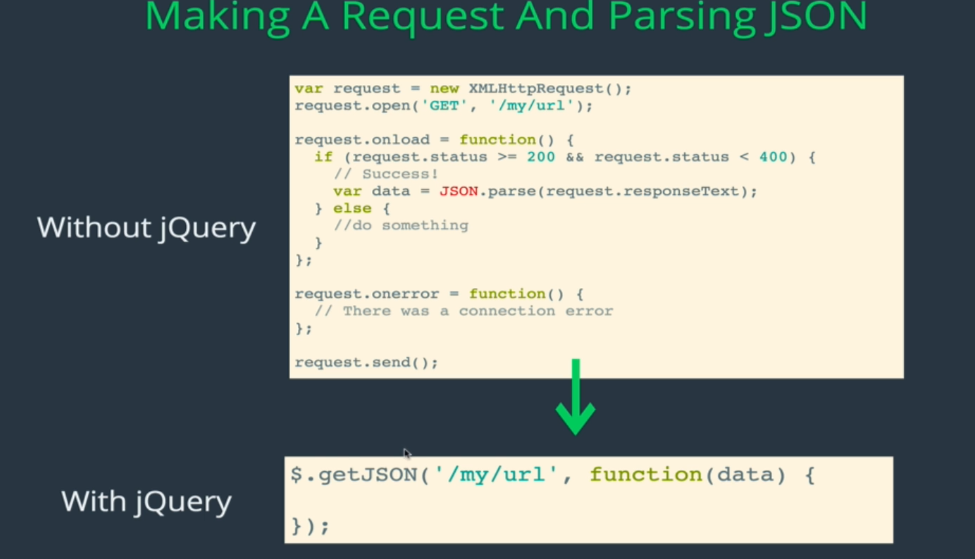 Making A Request And Parsing JSON
var request = new XMLHttpRequest();
request.open('GET', '/my/url');
request.onload = function() {
if (request.status >= 200 && request.status < 400) {
// Success!
var data = JSON.parse(request.responseText);
} else {
//do something
}
};
request.onerror = function() {
// There was a connection error
};
request.send();
Without jQuery
$.getJSON('/my/url', function(data) {
});
With jQuery